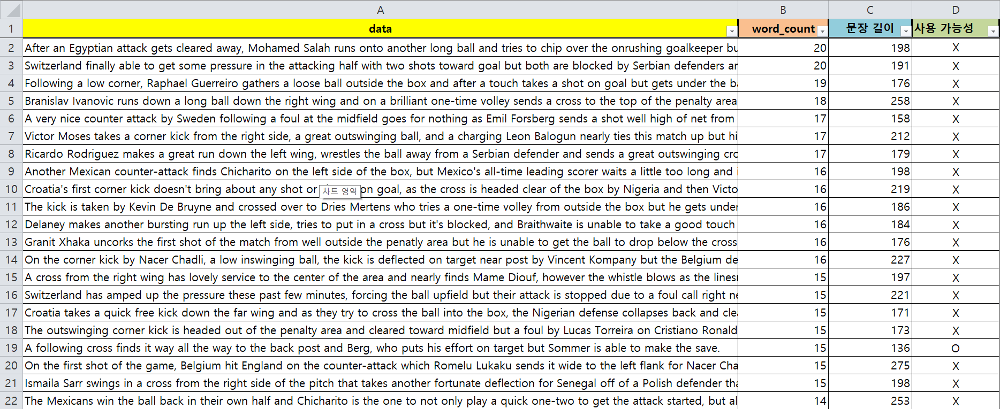 A B C D
1 data word_count 문장 길이 사용 가능성
2 After an Egyptian attack gets cleared away, Mohamed Salah runs onto another long ball and tries to chip over the onrushing goalkeeper bu 20 198 X
3 Switzerland finally able to get some pressure in the attacking half with two shots toward goal but both are blocked by Serbian defenders ar 20 191 X
4 Following a low corner, Raphael Guerreiro gathers a loose ball outside the box and after a touch takes a shot on goal but gets under the ba 19 176 X
5 Branislav Ivanovic runs down a long ball down the right wing and on a brilliant one-time volley sends a cross to the top of the penalty area 18 258 X
6 A very nice counter attack by Sweden following a foul at the midfield goes for nothing as Emil Forsberg sends a shot well high of net from 17 158 X
7 Victor Moses takes a corner kick from the right side, a great outswinging ball, and a charging Leon Balogun nearly ties this match up but hi 17 212 X
8 Ricardo Rodriguez makes a great run down the left wing, wrestles the ball away from a Serbian defender and sends a great outswinging crc 17 179 X
9 Another Mexican counter-attack finds Chicharito on the left side of the box, but Mexico's all-time leading scorer waits a little too long and 16 198 X
10 Croatia's first corner kick doesn't bring about any shot or 차트 영역 on goal, as the cross is headed clear of the box by Nigeria and then Victo 16 219 X
11 The kick is taken by Kevin De Bruyne and crossed over to Dries Mertens who tries a one-time volley from outside the box but he gets under 16 186 X
12 Delaney makes another bursting run up the left side, tries to put in a cross but it's blocked, and Braithwaite is unable to take a good touch 16 184 X
13 Granit Xhaka uncorks the first shot of the match from well outside the penatly area but he is unable to get the ball to drop below the cross 16 176 X
14 On the corner kick by Nacer Chadli, a low inswinging ball, the kick is deflected on target near post by Vincent Kompany but the Belgium de 16 227 X
15 A cross from the right wing has lovely service to the center of the area and nearly finds Mame Diouf, however the whistle blows as the lines 15 197 X
16 Switzerland has amped up the pressure these past few minutes, forcing the ball upfield but their attack is stopped due to a foul call right ne 15 221 X
17 Croatia takes a quick free kick down the far wing and as they try to cross the ball into the box, the Nigerian defense collapses back and clea 15 171 X
18 The outswinging corner kick is headed out of the penalty area and cleared toward midfield but a foul by Lucas Torreira on Cristiano Ronald 15 173 X
19 A following cross finds it way all the way to the back post and Berg, who puts his effort on target but Sommer is able to make the save. 15 136 O
20 On the first shot of the game, Belgium hit England on the counter-attack which Romelu Lukaku sends it wide to the left flank for Nacer Cha 15 275 X
21 Ismaila Sarr swings in a cross from the right side of the pitch that takes another fortunate deflection for Senegal off of a Polish defender tha 15 198 X
22 The Mexicans win the ball back in their own half and Chicharito is the one to not only play a quick one-two to get the attack started, but al 14 253 X